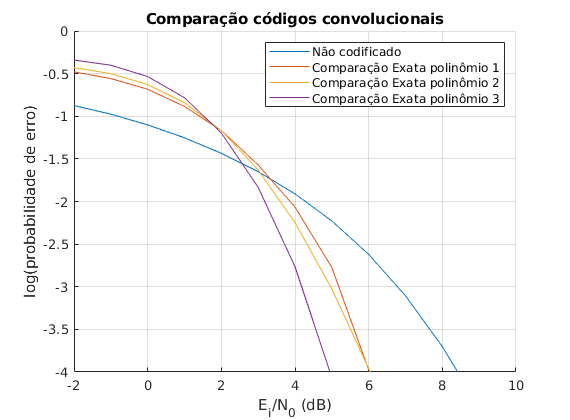 Comparação códigos convolucionais
Não codificado
Comparação Exata polinômio 1
Comparação Exata polinômio 2
Comparação Exata polinômio 3
log(probabilidade de erro)
0
-0.5
-1
-1.5
-2
-2.5
-3
-3.5
-4
-2 0 2 4 6 8 10
E_i/N_0 (dB)